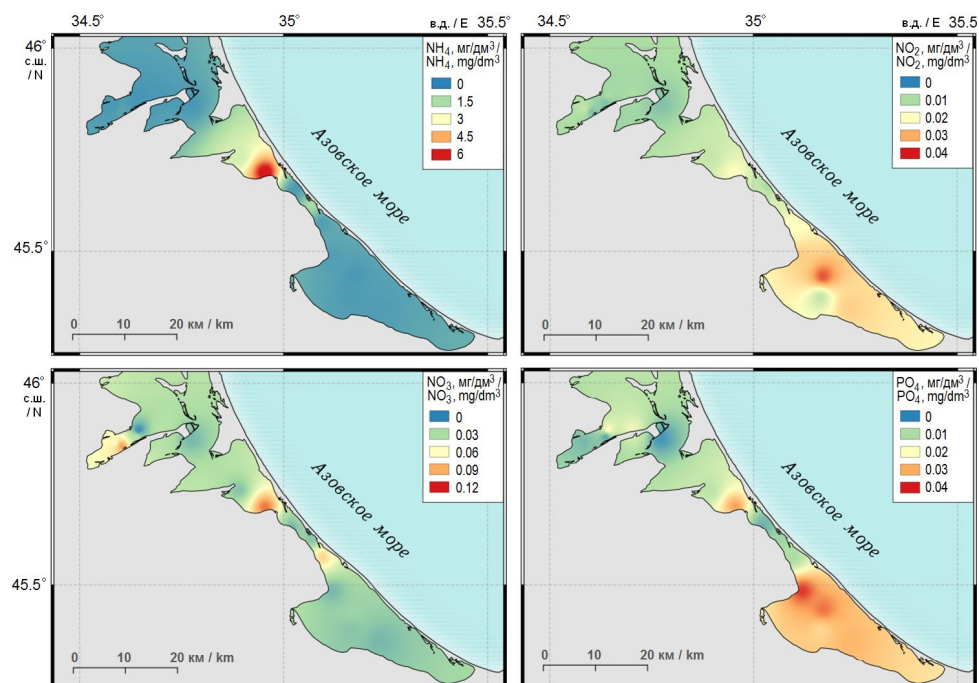 34.5° 35° в.д. / E 35.5°
35° в.д. / E 35.5°
46°
с.ш.
/ N
45.5°
NH₄, мг/дм³ /
NH₄, mg/dm³
0
1.5
3
4.5
6
Азовское море
0 10 20 км / km
NO₂, мг/дм³ /
NO₂, mg/dm³
0
0.01
0.02
0.03
0.04
Азовское море
0 10 20 км / km
46°
с.ш.
/ N
45.5°
NO₃, мг/дм³ /
NO₃, mg/dm³
0
0.03
0.06
0.09
0.12
Азовское море
0 10 20 км / km
PO₄, мг/дм³ /
PO₄, mg/dm³
0
0.01
0.02
0.03
0.04
Азовское море
0 10 20 км / km